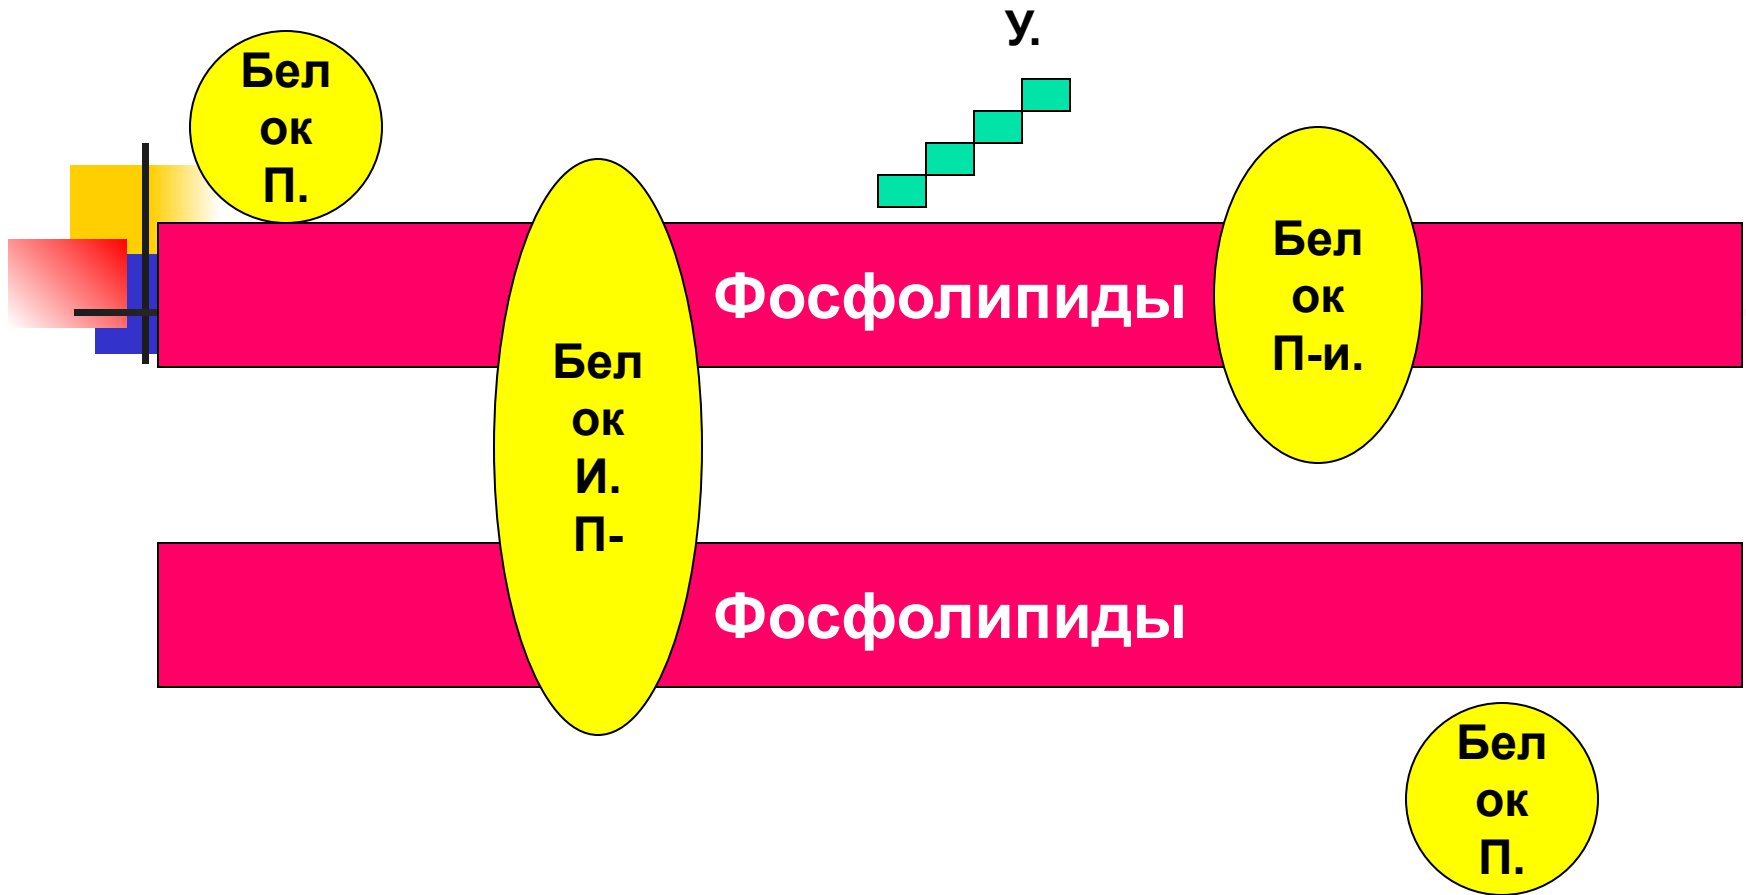 У.
Бел
ок
П.
Фосфолипиды
Бел
ок
П-и.
Бел
ок
И.
П-
Фосфолипиды
Бел
ок
П.